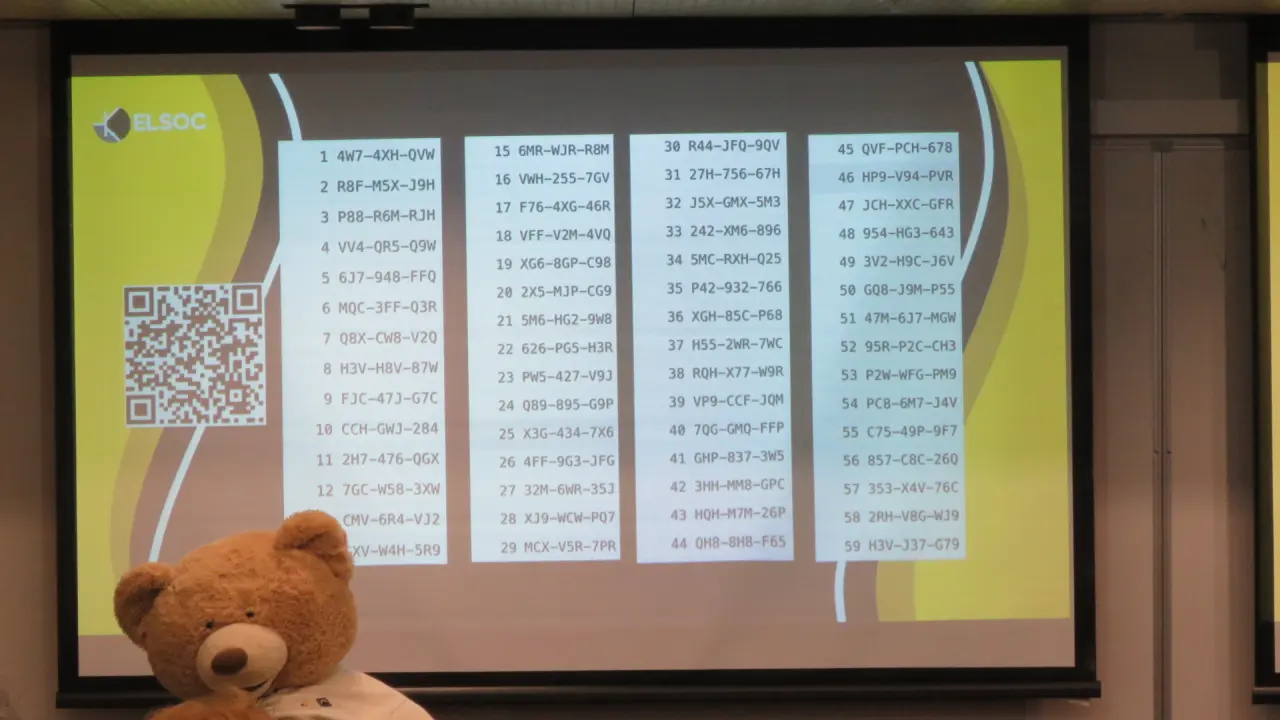 ELSOC
1 4W7-4XH-QVW
2 R8F-M5X-J9H
3 P88-R6M-RJH
4 VV4-QR5-Q9W
5 6J7-948-FFQ
6 MQC-3FF-Q3R
7 Q8X-CW8-V2Q
8 H3V-H8V-87W
9 FJC-47J-G7C
10 CCH-GWJ-284
11 2H7-476-QGX
12 7GC-W58-3XW
CMV-6R4-VJ2
XV-W4H-5R9
15 6MR-WJR-R8M
16 VWH-255-7GV
17 F76-4XG-46R
18 VFF-V2M-4VQ
19 XG6-8GP-C98
20 2X5-MJP-CG9
21 5M6-HG2-9W8
22 626-PG5-H3R
23 PW5-427-V9J
24 Q89-895-G9P
25 X3G-434-7X6
26 4FF-9G3-JFG
27 32M-6WR-35J
28 XJ9-WCW-PQ7
29 MCX-V5R-7PR
30 R44-JFQ-9QV
31 27H-756-67H
32 J5X-GMX-5M3
33 242-XM6-896
34 5MC-RXH-Q25
35 P42-932-766
36 XGH-85C-P68
37 H55-2WR-7WC
38 RQH-X77-W9R
39 VP9-CCF-JQM
40 7QG-GMQ-FFP
41 GHP-837-3W5
42 3HH-MM8-GPC
43 HQH-M7M-26P
44 QH8-8H8-F65
45 QVF-PCH-678
46 HP9-V94-PVR
47 JCH-XXC-GFR
48 954-HG3-643
49 3V2-H9C-J6V
50 GQ8-J9M-P55
51 47M-6J7-MGW
52 95R-P2C-CH3
53 P2W-WFG-PM9
54 PC8-6M7-J4V
55 C75-49P-9F7
56 857-C8C-26Q
57 353-X4V-76C
58 2RH-V8G-WJ9
59 H3V-J37-G79